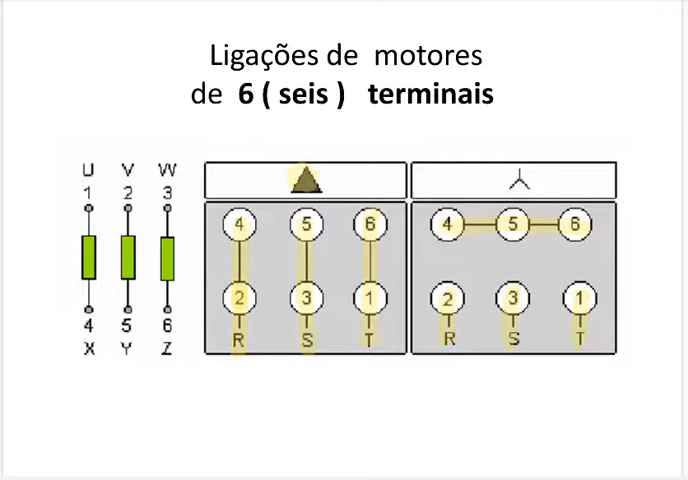 Ligações de motores
de 6 ( seis ) terminais
U V W
1 2 3
4 5 6
X Y Z
4 5 6
2 3 1
R S T
4 5 6
2 3 1
R S T